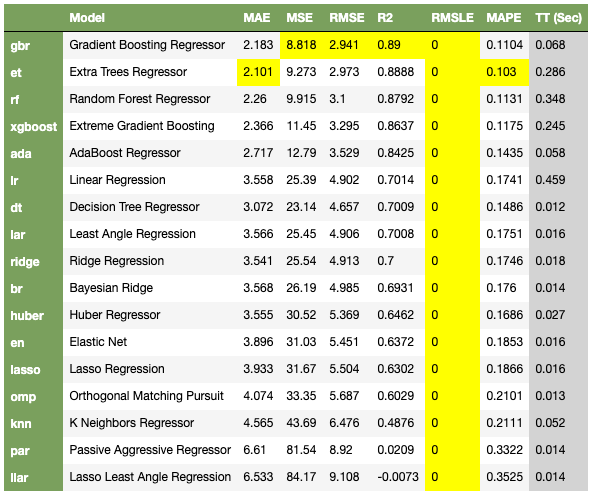 Model MAE MSE RMSE R2 RMSLE MAPE TT (Sec)
gbr Gradient Boosting Regressor 2.183 8.818 2.941 0.89 0 0.1104 0.068
et Extra Trees Regressor 2.101 9.273 2.973 0.8888 0 0.103 0.286
rf Random Forest Regressor 2.26 9.915 3.1 0.8792 0 0.1131 0.348
xgboost Extreme Gradient Boosting 2.366 11.45 3.295 0.8637 0 0.1175 0.245
ada AdaBoost Regressor 2.717 12.79 3.529 0.8425 0 0.1435 0.058
lr Linear Regression 3.558 25.39 4.902 0.7014 0 0.1741 0.459
dt Decision Tree Regressor 3.072 23.14 4.657 0.7009 0 0.1486 0.012
lar Least Angle Regression 3.566 25.45 4.906 0.7008 0 0.1751 0.016
ridge Ridge Regression 3.541 25.54 4.913 0.7 0 0.1746 0.018
br Bayesian Ridge 3.568 26.19 4.985 0.6931 0 0.176 0.014
huber Huber Regressor 3.555 30.52 5.369 0.6462 0 0.1686 0.027
en Elastic Net 3.896 31.03 5.451 0.6372 0 0.1853 0.016
lasso Lasso Regression 3.933 31.67 5.504 0.6302 0 0.1866 0.016
omp Orthogonal Matching Pursuit 4.074 33.35 5.687 0.6029 0 0.2101 0.013
knn K Neighbors Regressor 4.565 43.69 6.476 0.4876 0 0.2111 0.052
par Passive Aggressive Regressor 6.61 81.54 8.92 0.0209 0 0.3322 0.014
llar Lasso Least Angle Regression 6.533 84.17 9.108 -0.0073 0 0.3525 0.014